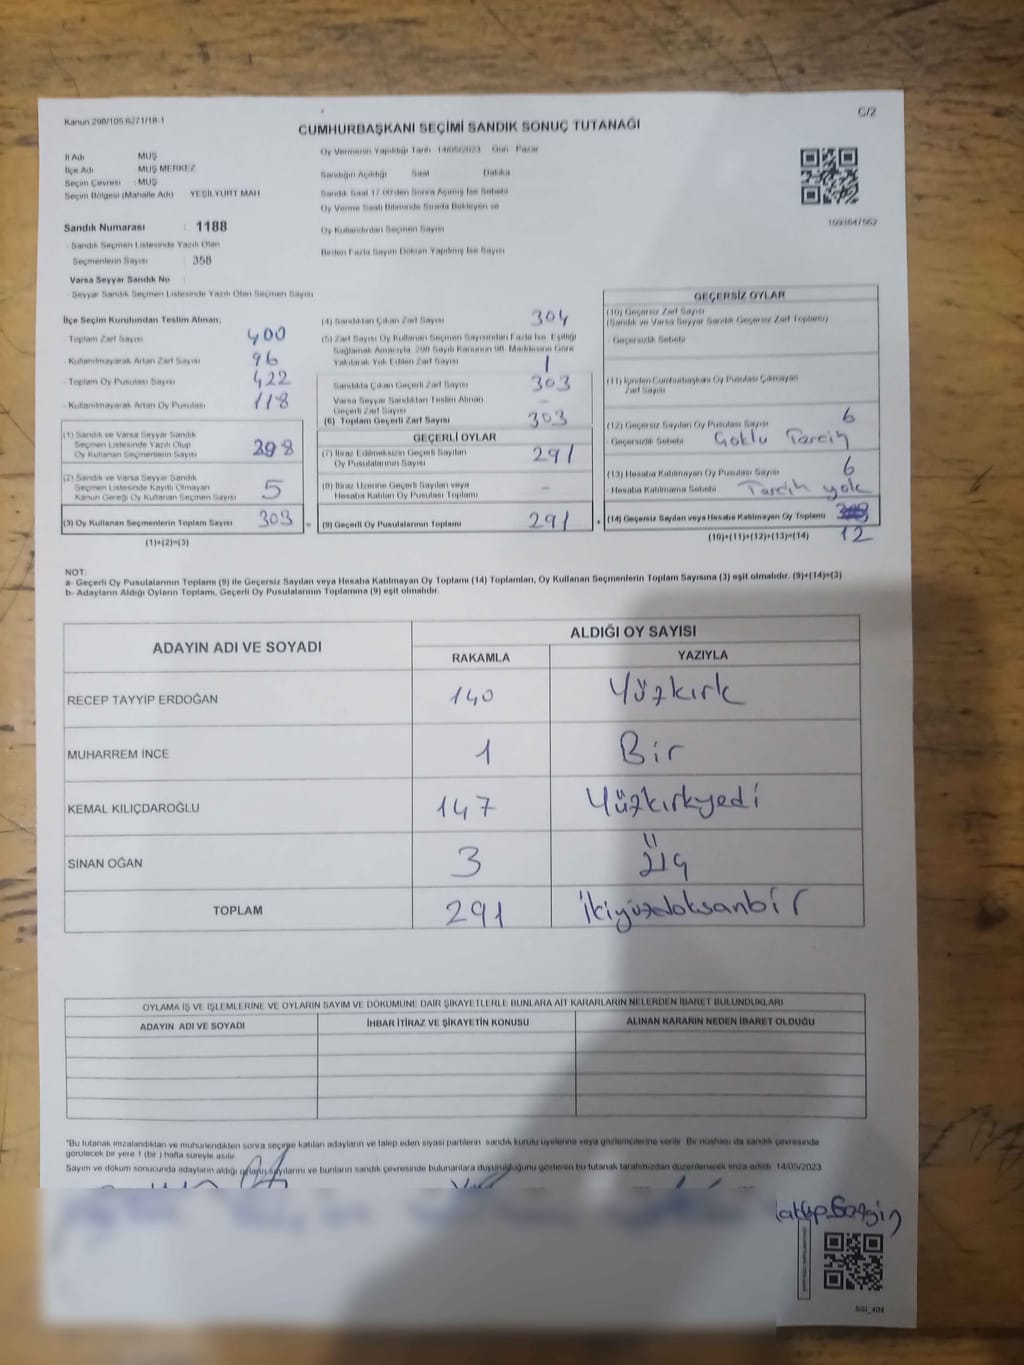 Kanun 298/105 6271/18-1
C/2
CUMHURBAŞKANI SEÇİMİ SANDIK SONUÇ TUTANAĞI
İl Adı MUŞ
İlçe Adı MUŞ MERKEZ
Seçim Çevresi : MUŞ
Seçim Bölgesi (Mahalle Adı) YEŞİLYURT MAH
Sandık Numarası : 1188
Sandık Seçmen Listesinde Yazılı Olan
Seçmenlerin Sayısı : 358
Varsa Seyyar Sandık No
Seyyar Sandık Seçmen Listesinde Yazılı Olan Seçmen Sayısı
Oy Vermenin Yapıldığı Tarih 14/05/2023 Gün Pazar
Sandığın Açıldığı Saat Dakika
Sandık Saat 17.00'den Sonra Açılmış İse Sebebi
Oy Verme Saati Bitiminde Sırada Bekleyen ve
Oy Kullandırılan Seçmen Sayısı
Birden Fazla Sayım Döküm Yapılmış İse Sayısı
1093847562
İlçe Seçim Kurulundan Teslim Alınan;
- Toplam Zarf Sayısı 400
- Kullanılmayarak Artan Zarf Sayısı 96
- Toplam Oy Pusulası Sayısı 422
- Kullanılmayarak Artan Oy Pusulası 118
(1) Sandık ve Varsa Seyyar Sandık
Seçmen Listesinde Yazılı Olup
Oy Kullanan Seçmenlerin Sayısı 298
(2) Sandık ve Varsa Seyyar Sandık
Seçmen Listesinde Kayıtlı Olmayan
Kanun Gereği Oy Kullanan Seçmen Sayısı 5
(3) Oy Kullanan Seçmenlerin Toplam Sayısı 303 =
(1)+(2)=(3)
(4) Sandıktan Çıkan Zarf Sayısı 304
(5) Zarf Sayısı Oy Kullanan Seçmen Sayısından Fazla İse, Eşitliği
Sağlamak Amacıyla, 298 Sayılı Kanunun 98. Maddesine Göre
Yakılarak Yok Edilen Zarf Sayısı 1
Sandıkta Çıkan Geçerli Zarf Sayısı 303
Varsa Seyyar Sandıktan Teslim Alınan
Geçerli Zarf Sayısı -
(6) Toplam Geçerli Zarf Sayısı 303
GEÇERLİ OYLAR
(7) İtiraz Edilmeksizin Geçerli Sayılan
Oy Pusulalarının Sayısı 291
(8) İtiraz Üzerine Geçerli Sayılan veya
Hesaba Katılan Oy Pusulası Toplamı -
(9) Geçerli Oy Pusulalarının Toplamı 291 +
GEÇERSİZ OYLAR
(10) Geçersiz Zarf Sayısı
(Sandık ve Varsa Seyyar Sandık Geçersiz Zarf Toplamı)
Geçersizlik Sebebi
(11) İçinden Cumhurbaşkanı Oy Pusulası Çıkmayan
Zarf Sayısı
(12) Geçersiz Sayılan Oy Pusulası Sayısı 6
Geçersizlik Sebebi Çoklu Tercih
(13) Hesaba Katılmayan Oy Pusulası Sayısı 6
Hesaba Katılmama Sebebi Tercih yok
(14) Geçersiz Sayılan veya Hesaba Katılmayan Oy Toplamı
(10)+(11)+(12)+(13)=(14) 12
NOT:
a- Geçerli Oy Pusulalarının Toplamı (9) ile Geçersiz Sayılan veya Hesaba Katılmayan Oy Toplamı (14) Toplamları, Oy Kullanan Seçmenlerin Toplam Sayısına (3) eşit olmalıdır. (9)+(14)=(3)
b- Adayların Aldığı Oyların Toplamı, Geçerli Oy Pusulalarının Toplamına (9) eşit olmalıdır.
ADAYIN ADI VE SOYADI ALDIĞI OY SAYISI
RAKAMLA YAZIYLA
RECEP TAYYİP ERDOĞAN 140 Yüzkırk
MUHARREM İNCE 1 Bir
KEMAL KILIÇDAROĞLU 147 Yüzkırkyedi
SİNAN OĞAN 3 Üç
TOPLAM 291 İkiyüzdoksanbir
OYLAMA İŞ VE İŞLEMLERİNE VE OYLARIN SAYIM VE DÖKÜMÜNE DAİR ŞİKAYETLERLE BUNLARA AİT KARARLARIN NELERDEN İBARET BULUNDUKLARI
ADAYIN ADI VE SOYADI İHBAR İTİRAZ VE ŞİKAYETİN KONUSU ALINAN KARARIN NEDEN İBARET OLDUĞU
"Bu tutanak imzalandıktan ve mühürlendikten sonra seçime katılan adayların ve talep eden siyasi partilerin sandık kurulu üyelerine veya gözlemcilerine verilir. Bir nüshası da sandık çevresinde
görülecek bir yere 1 (bir ) hafta süreyle asılır.
Sayım ve döküm sonucunda adayların aldığı oyların sayılarını ve bunların sandık çevresinde bulunanlara duyurulduğunu gösteren bu tutanak tarafımızdan düzenlenerek imza edildi. 14/05/2023
SSI_404